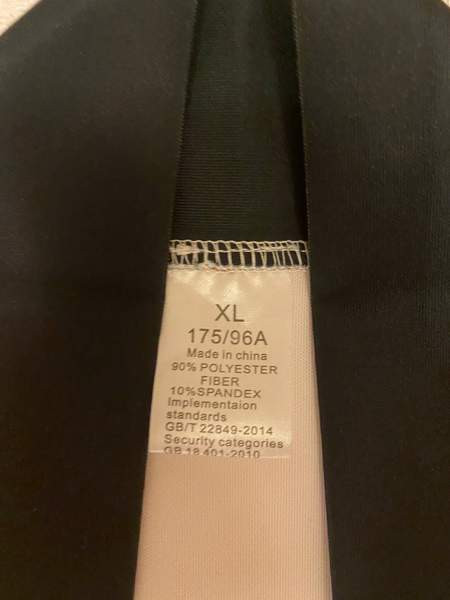 XL
175/96A
Made in china
90% POLYESTER
FIBER
10%SPANDEX
Implementaion
standards
GB/T 22849-2014
Security categories
GB 18 401-2010